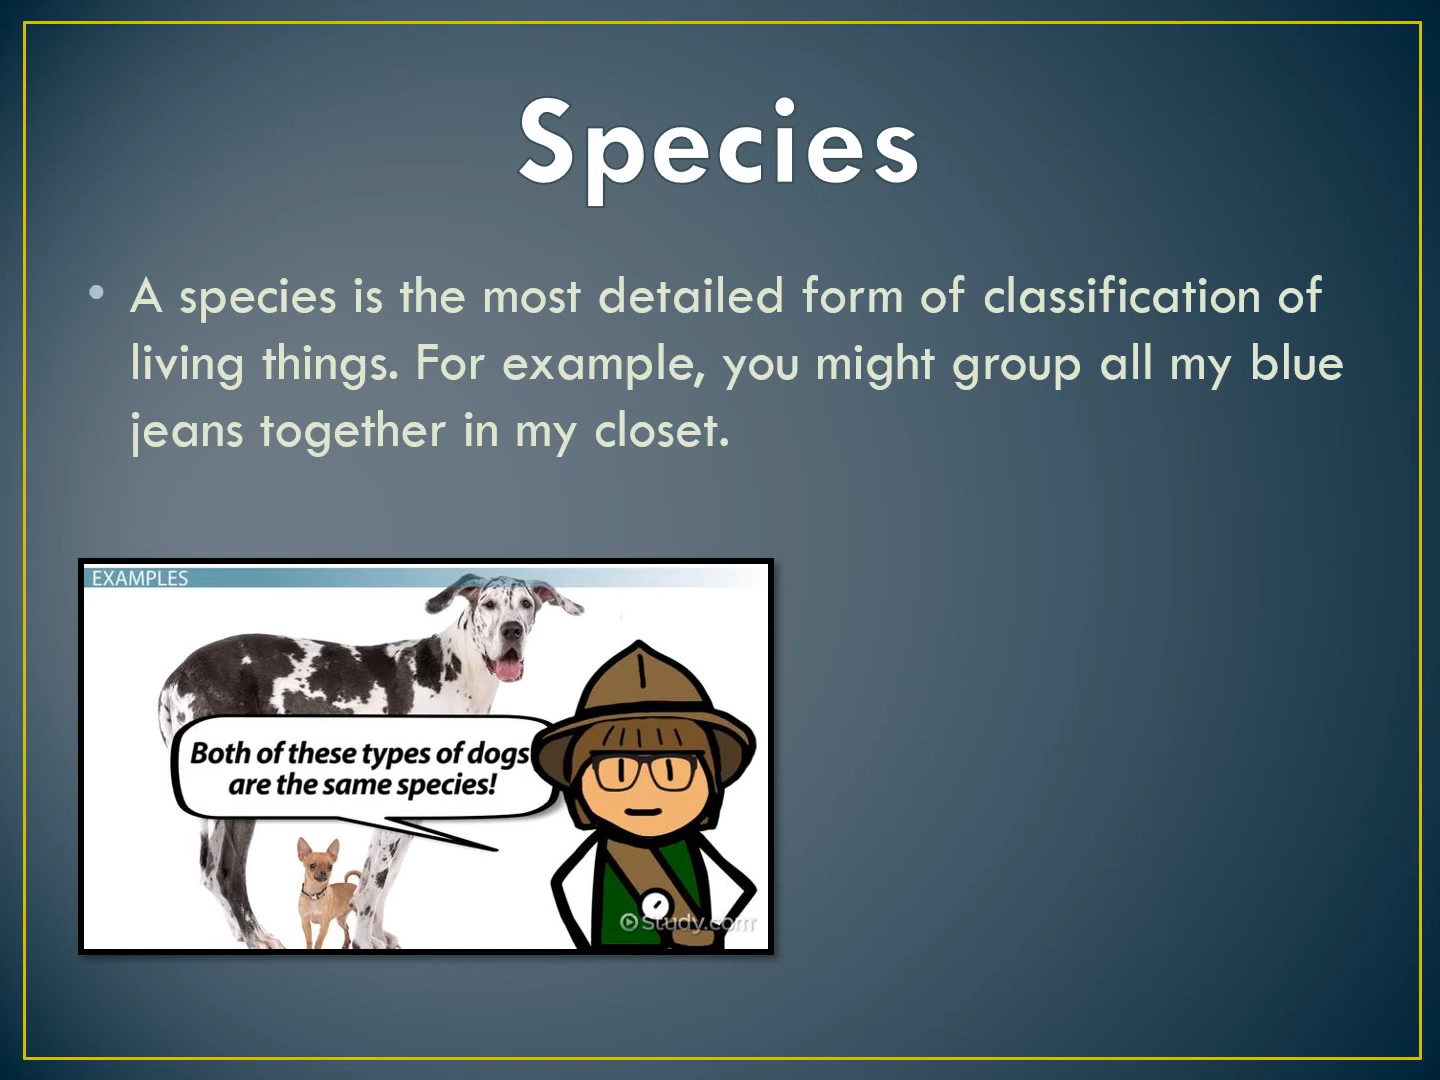 Species
• A species is the most detailed form of classification of
living things. For example, you might group all my blue
jeans together in my closet.
EXAMPLES
Both of these types of dogs
are the same species!
Study.com